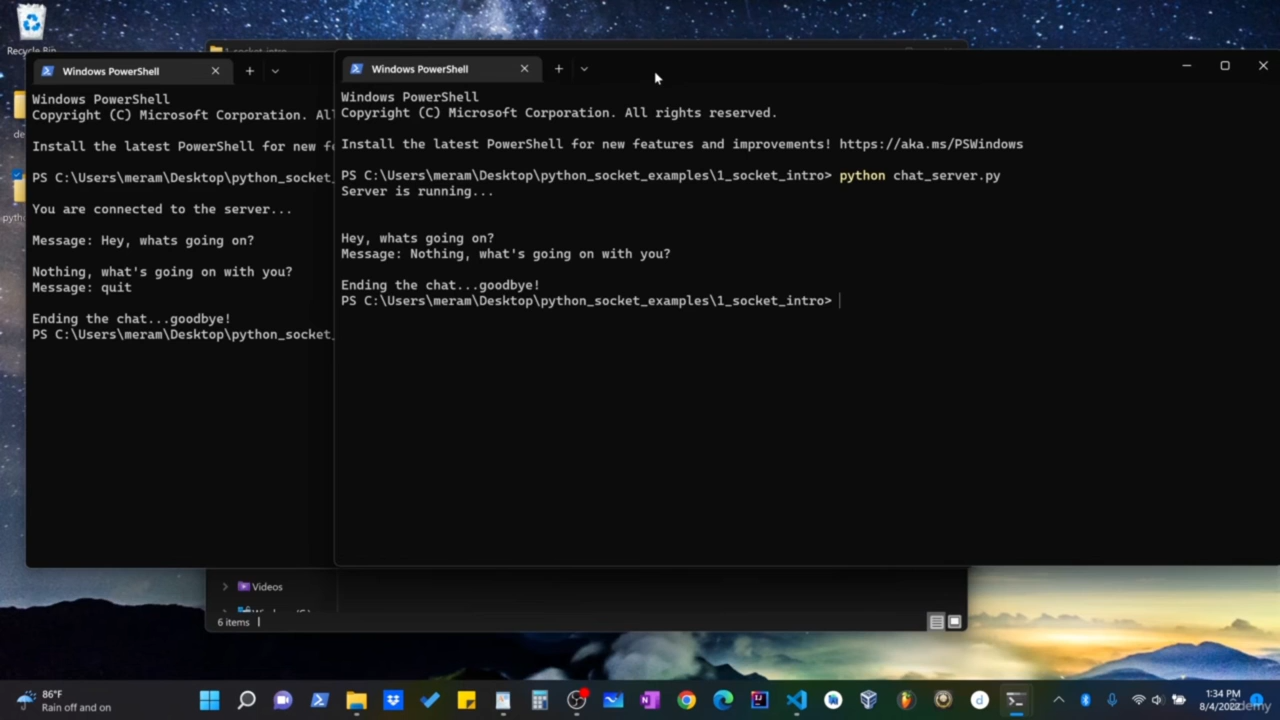 Recycle Bin
1_socket_intro
Windows PowerShell
Windows PowerShell
Copyright (C) Microsoft Corporation. Al
Install the latest PowerShell for new f
PS C:\Users\meram\Desktop\python_socket_
You are connected to the server...
Message: Hey, whats going on?
Nothing, what's going on with you?
Message: quit
Ending the chat...goodbye!
PS C:\Users\meram\Desktop\python_socket_
Windows PowerShell
Windows PowerShell
Copyright (C) Microsoft Corporation. All rights reserved.
Install the latest PowerShell for new features and improvements! https://aka.ms/PSWindows
PS C:\Users\meram\Desktop\python_socket_examples\1_socket_intro> python chat_server.py
Server is running...
Hey, whats going on?
Message: Nothing, what's going on with you?
Ending the chat...goodbye!
PS C:\Users\meram\Desktop\python_socket_examples\1_socket_intro>
de
pyth
Videos
6 items
86°F
Rain off and on
1:34 PM
8/4/2022